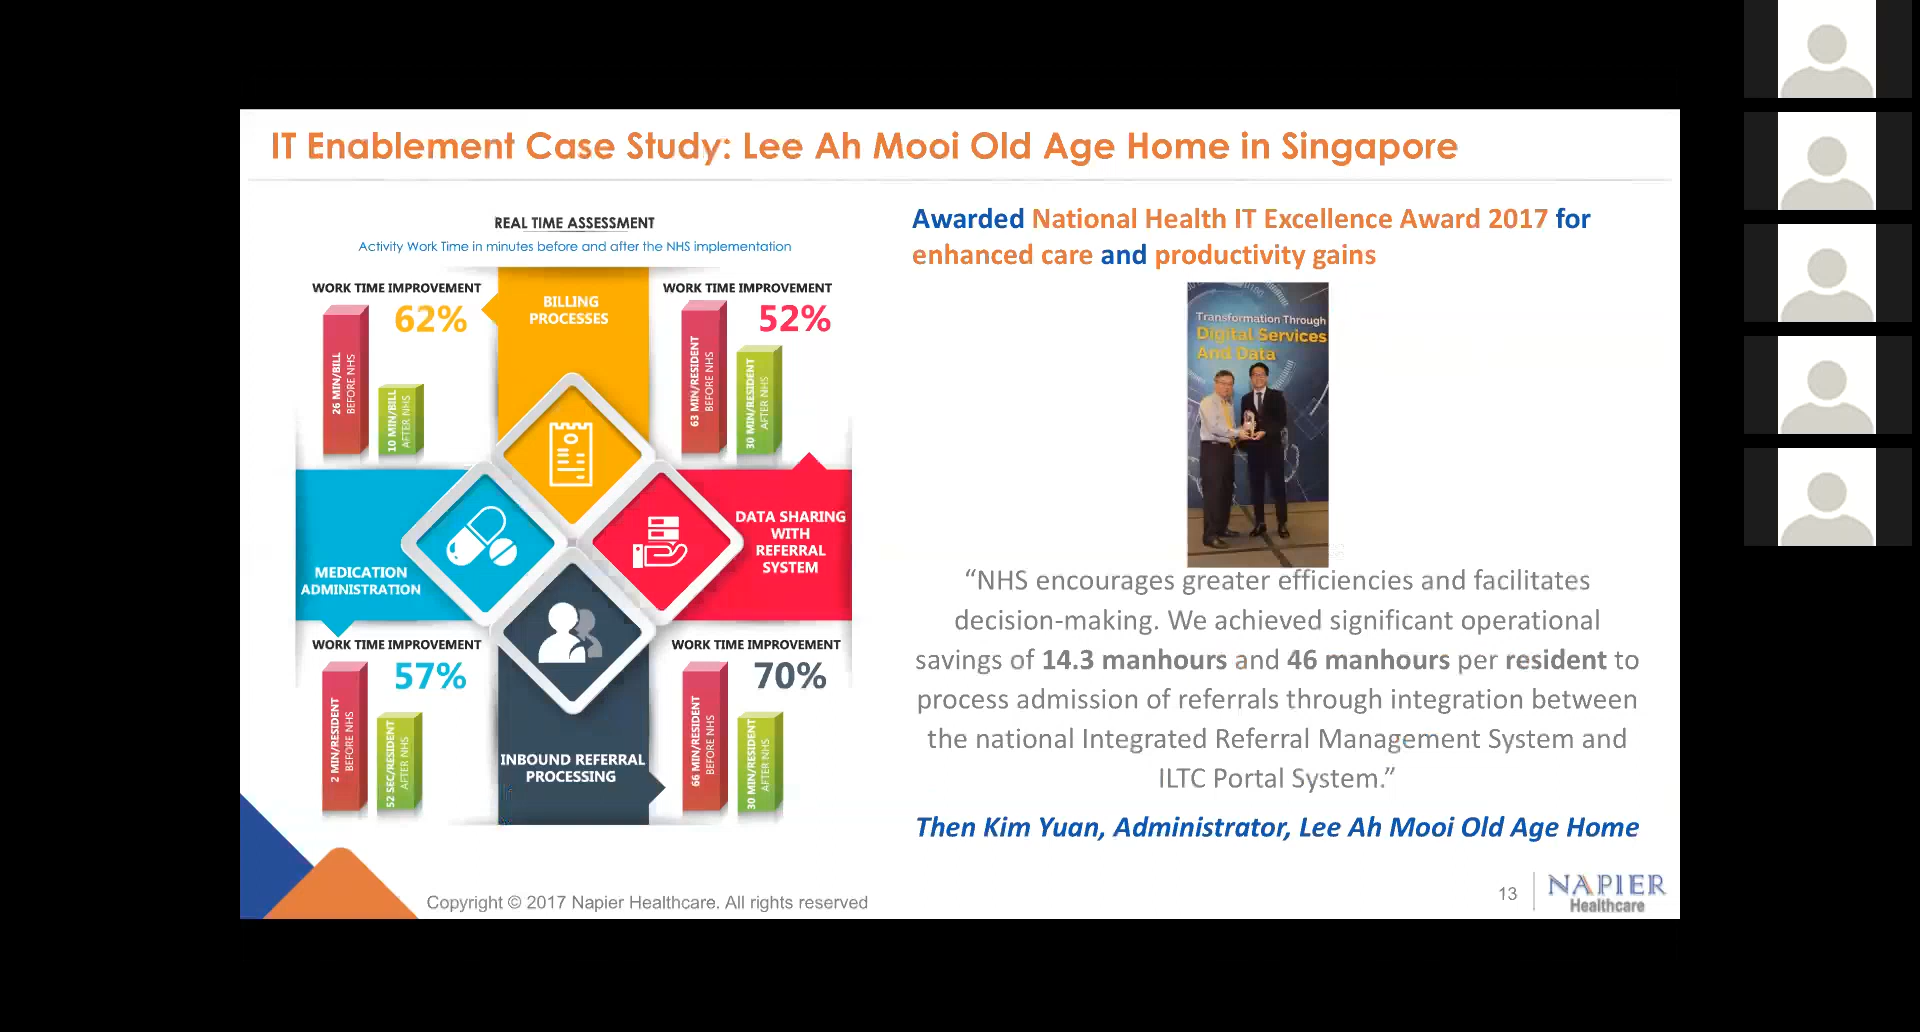 IT Enablement Case Study: Lee Ah Mooi Old Age Home in Singapore
REAL TIME ASSESSMENT
Activity Work Time in minutes before and after the NHS implementation
WORK TIME IMPROVEMENT
62%
26 MIN/BILL
BEFORE NHS
10 MIN/BILL
AFTER NHS
BILLING
PROCESSES
WORK TIME IMPROVEMENT
52%
63 MIN/RESIDENT
BEFORE NHS
30 MIN/RESIDENT
AFTER NHS
MEDICATION
ADMINISTRATION
DATA SHARING
WITH
REFERRAL
SYSTEM
WORK TIME IMPROVEMENT
57%
2 MIN/RESIDENT
BEFORE NHS
52 SEC/RESIDENT
AFTER NHS
INBOUND REFERRAL
PROCESSING
WORK TIME IMPROVEMENT
70%
66 MIN/RESIDENT
BEFORE NHS
30 MIN/RESIDENT
AFTER NHS
Awarded National Health IT Excellence Award 2017 for
enhanced care and productivity gains
Transformation Through
Digital Services
And Data
“NHS encourages greater efficiencies and facilitates
decision-making. We achieved significant operational
savings of 14.3 manhours and 46 manhours per resident to
process admission of referrals through integration between
the national Integrated Referral Management System and
ILTC Portal System.”
Then Kim Yuan, Administrator, Lee Ah Mooi Old Age Home
Copyright © 2017 Napier Healthcare. All rights reserved
13
NAPIER
Healthcare